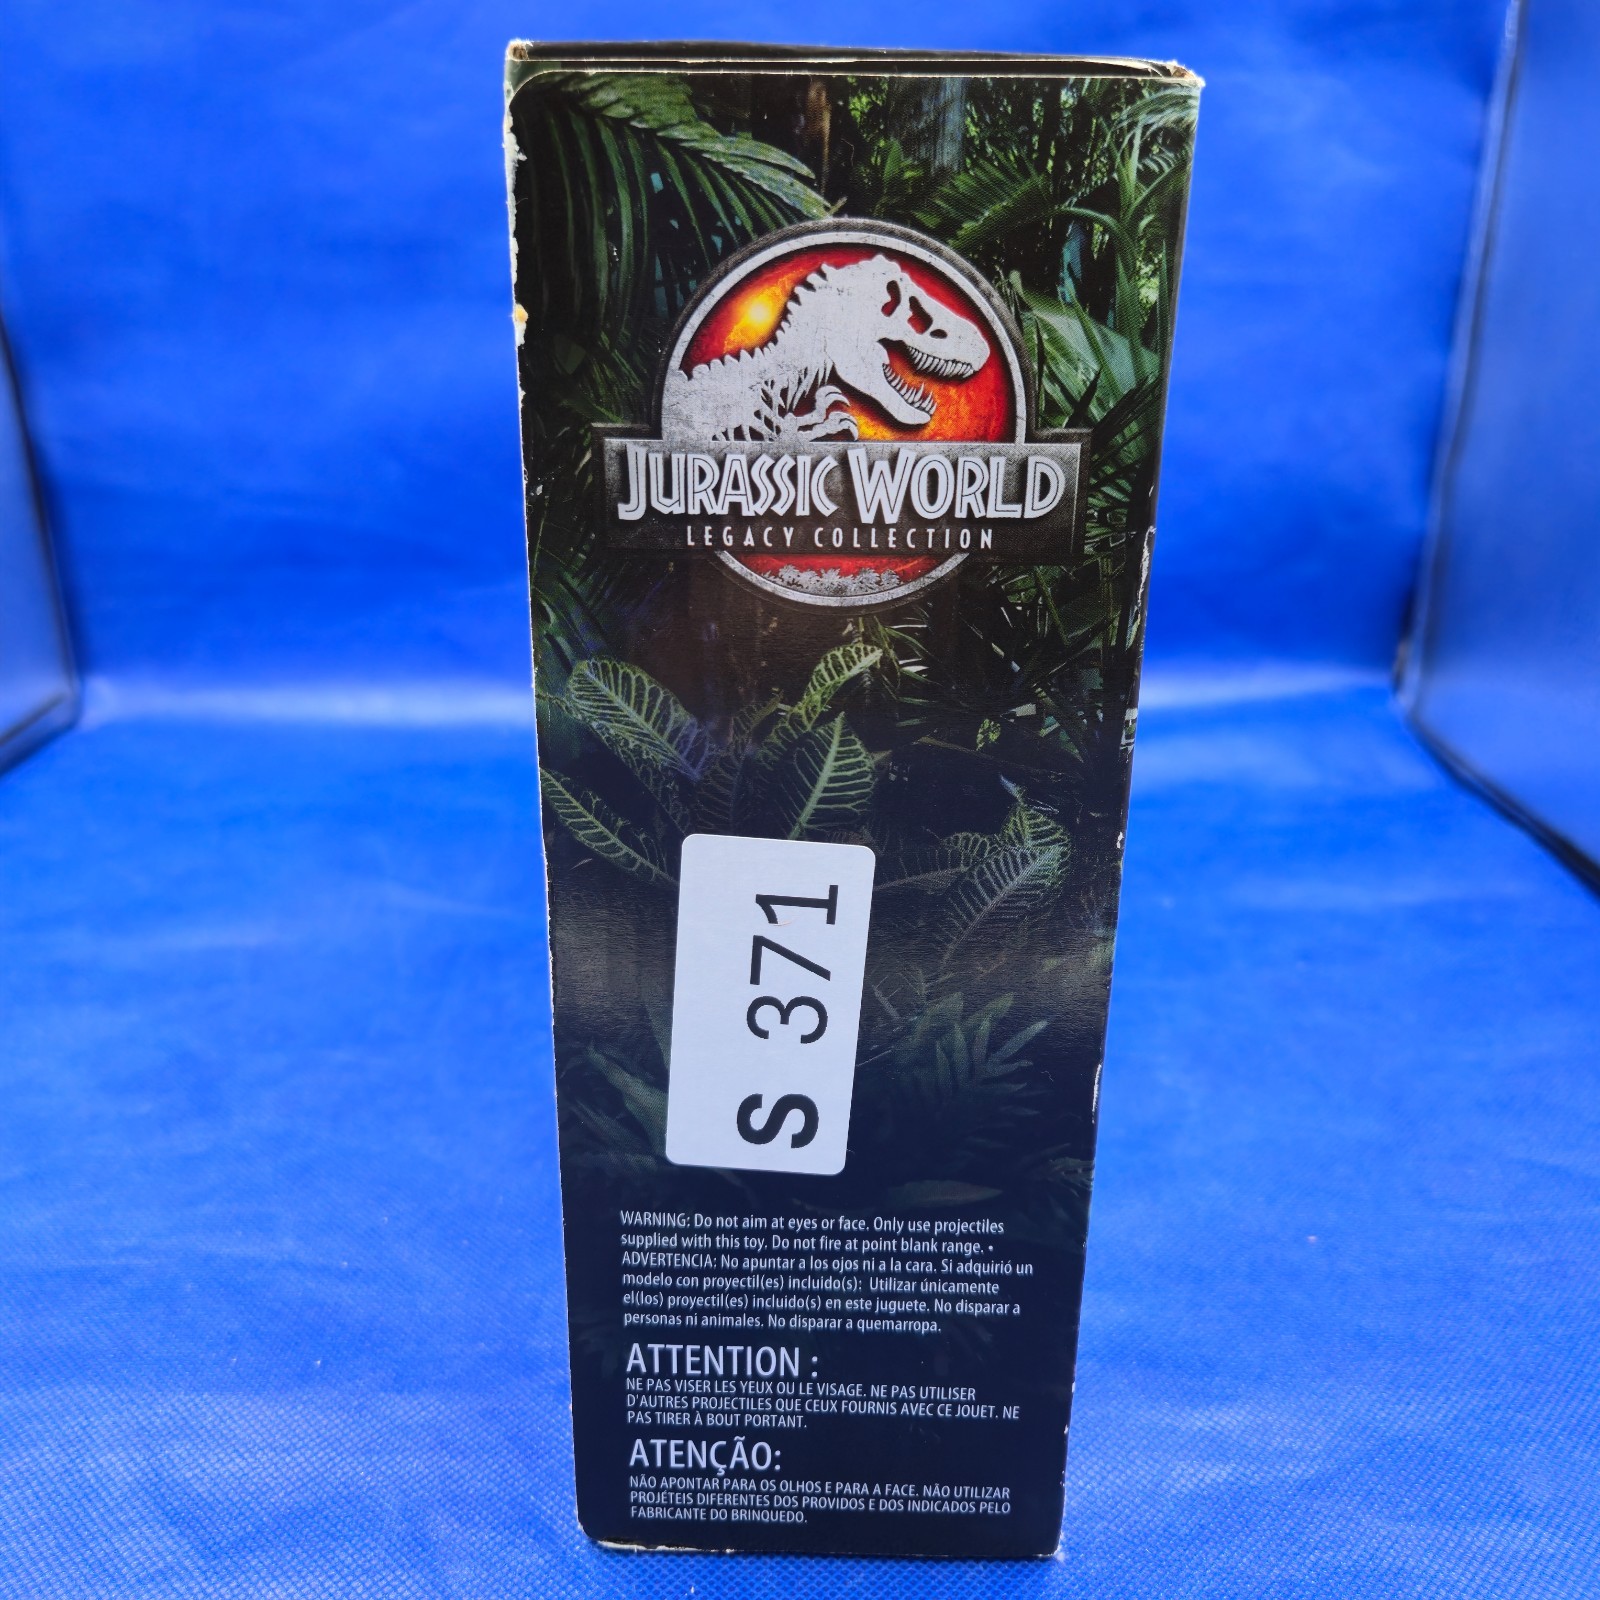 JURASSIC WORLD
LEGACY COLLECTION
S 371
WARNING: Do not aim at eyes or face. Only use projectiles
supplied with this toy. Do not fire at point blank range. •
ADVERTENCIA: No apuntar a los ojos ni a la cara. Si adquirió un
modelo con proyectil(es) incluido(s): Utilizar únicamente
el(los) proyectil(es) incluido(s) en este juguete. No disparar a
personas ni animales. No disparar a quemarropa.
ATTENTION :
NE PAS VISER LES YEUX OU LE VISAGE. NE PAS UTILISER
D'AUTRES PROJECTILES QUE CEUX FOURNIS AVEC CE JOUET. NE
PAS TIRER À BOUT PORTANT.
ATENÇÃO:
NÃO APONTAR PARA OS OLHOS E PARA A FACE. NÃO UTILIZAR
PROJÉTEIS DIFERENTES DOS PROVIDOS E DOS INDICADOS PELO
FABRICANTE DO BRINQUEDO.